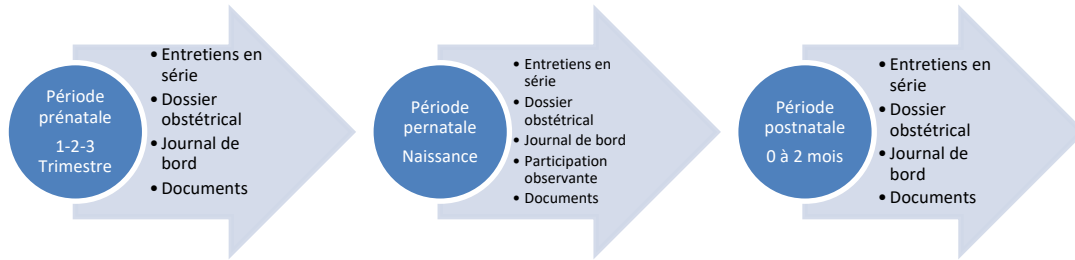 Période
prénatale
1-2-3
Trimestre
• Entretiens en
série
• Dossier
obstétrical
• Journal de
bord
• Documents
Période
pernatale
Naissance
• Entretiens en
série
• Dossier
obstétrical
• Journal de bord
• Participation
observante
• Documents
Période
postnatale
0 à 2 mois
• Entretiens en
série
• Dossier
obstétrical
• Journal de
bord
• Documents